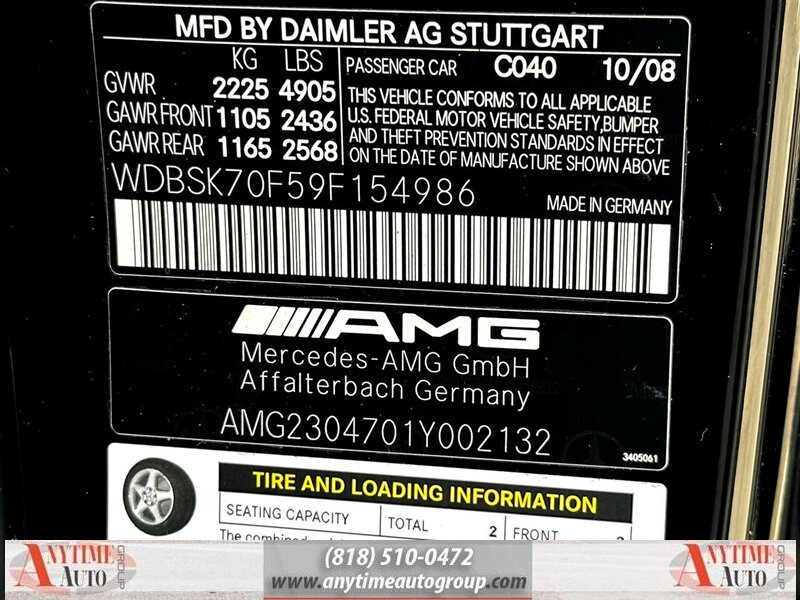 MFD BY DAIMLER AG STUTTGART
KG LBS
GVWR 2225 4905
GAWR FRONT 1105 2436
GAWR REAR 1165 2568
PASSENGER CAR C040 10/08
THIS VEHICLE CONFORMS TO ALL APPLICABLE
U.S. FEDERAL MOTOR VEHICLE SAFETY, BUMPER
AND THEFT PREVENTION STANDARDS IN EFFECT
ON THE DATE OF MANUFACTURE SHOWN ABOVE
WDBSK70F59F154986
MADE IN GERMANY
AMG
Mercedes-AMG GmbH
Affalterbach Germany
AMG2304701Y002132
3405061
TIRE AND LOADING INFORMATION
SEATING CAPACITY TOTAL 2 FRONT
The combined
ANYTIME AUTO GROUP
(818) 510-0472
www.anytimeautogroup.com
ANYTIME AUTO GROUP